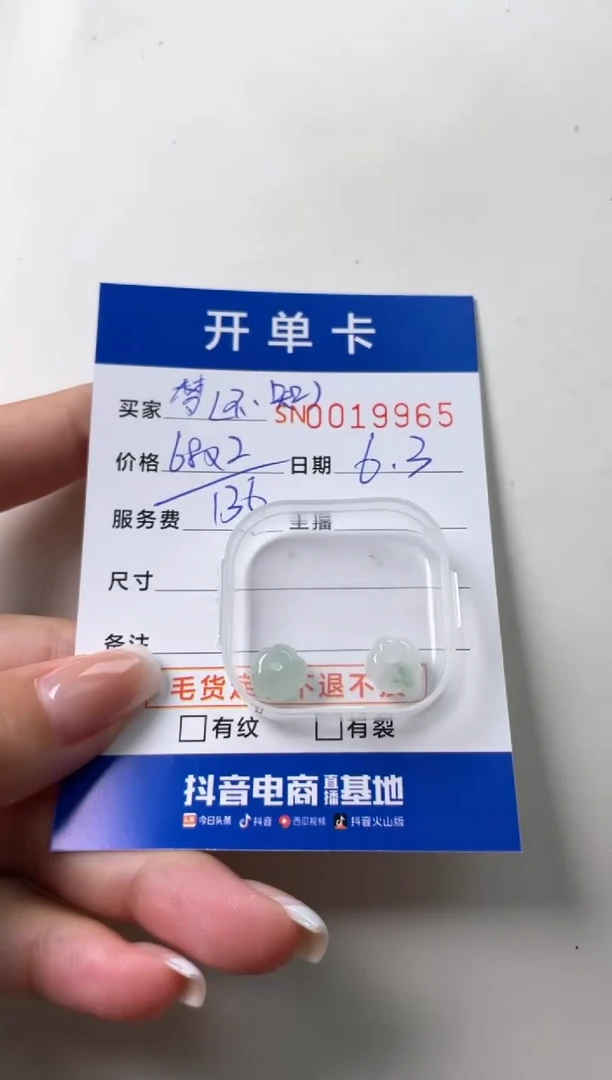 开单卡
买家 梦
SN0019965
价格 68x2 日期 6.3
服务费 136 主播
尺寸
备注
毛货 不退不
有纹 有裂
抖音电商直播基地
今日头条 抖音 西瓜视频 抖音火山版